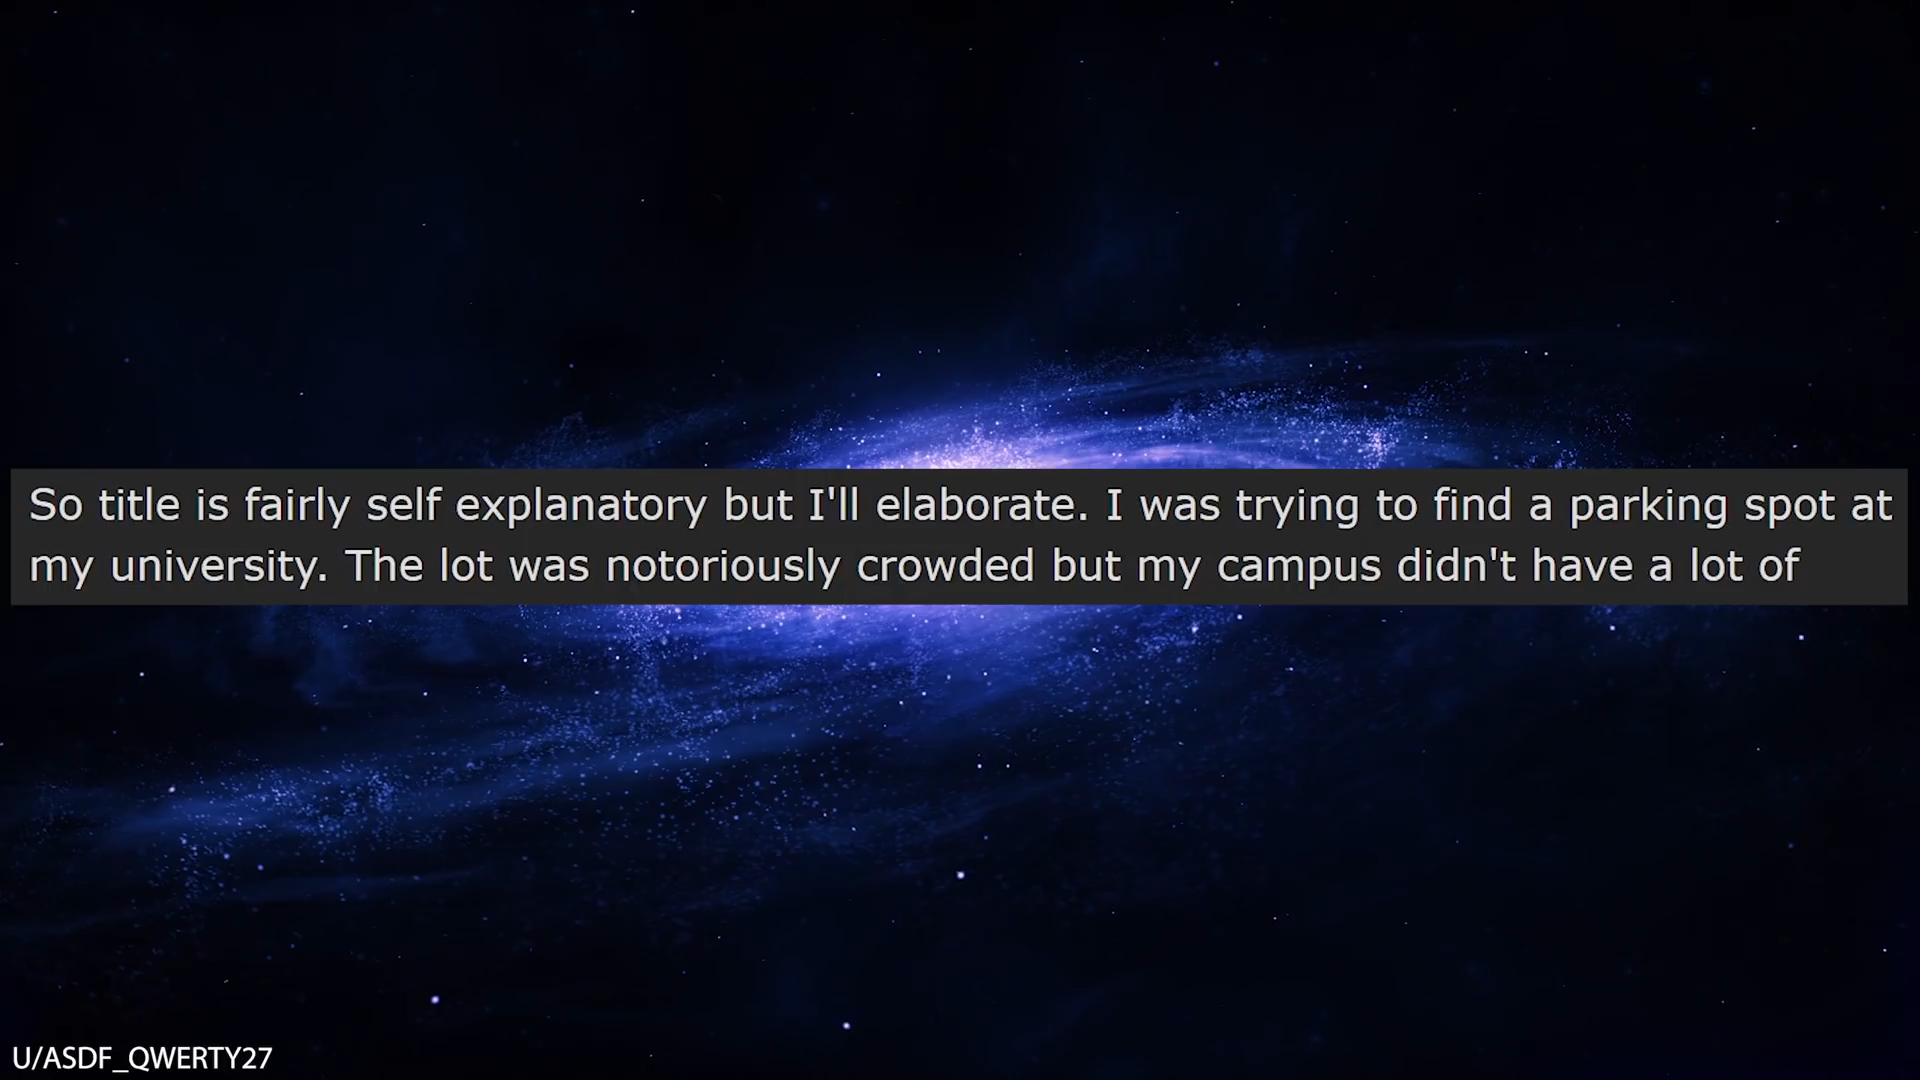 So title is fairly self explanatory but I'll elaborate. I was trying to find a parking spot at
my university. The lot was notoriously crowded but my campus didn't have a lot of
U/ASDF_QWERTY27